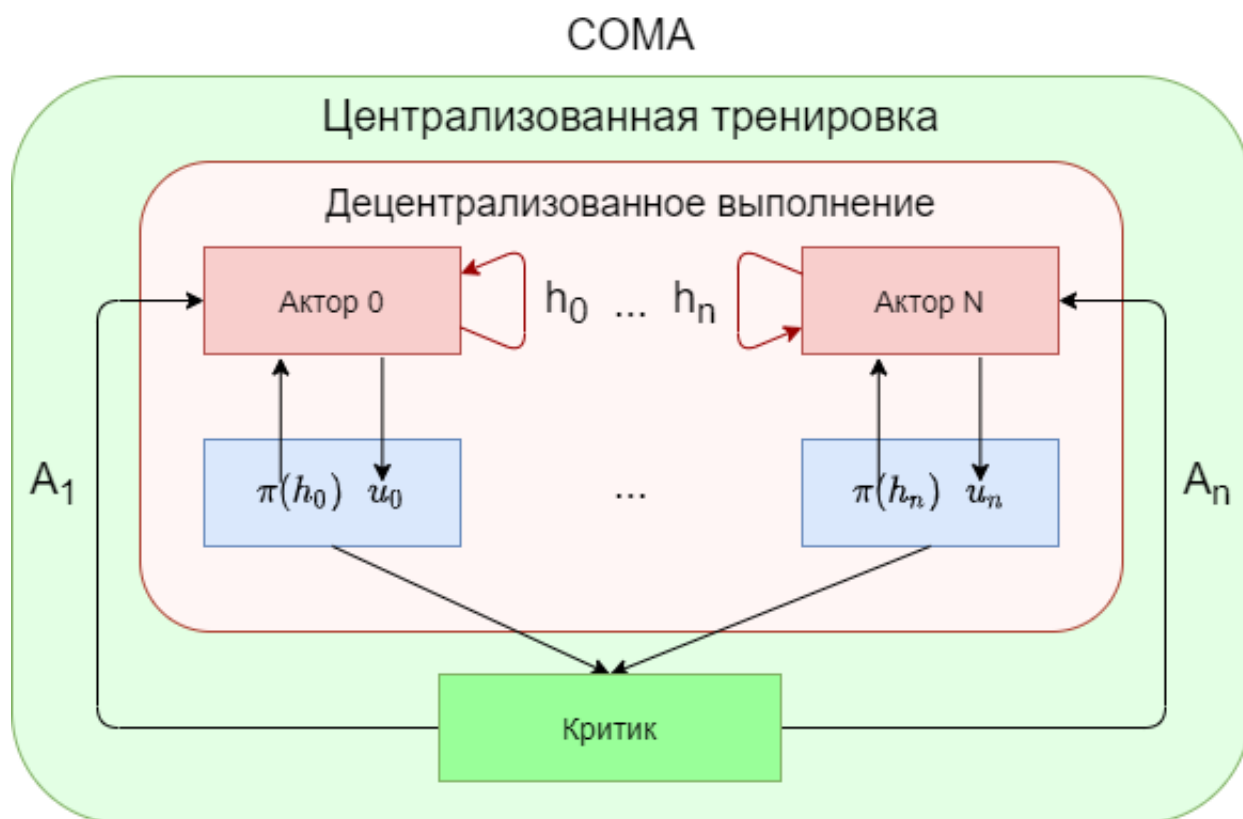 COMA
Централизованная тренировка
Децентрализованное выполнение
Актор 0
h₀ ... hₙ
Актор N
A₁
π(h₀) u₀
...
π(hₙ) uₙ
Aₙ
Критик